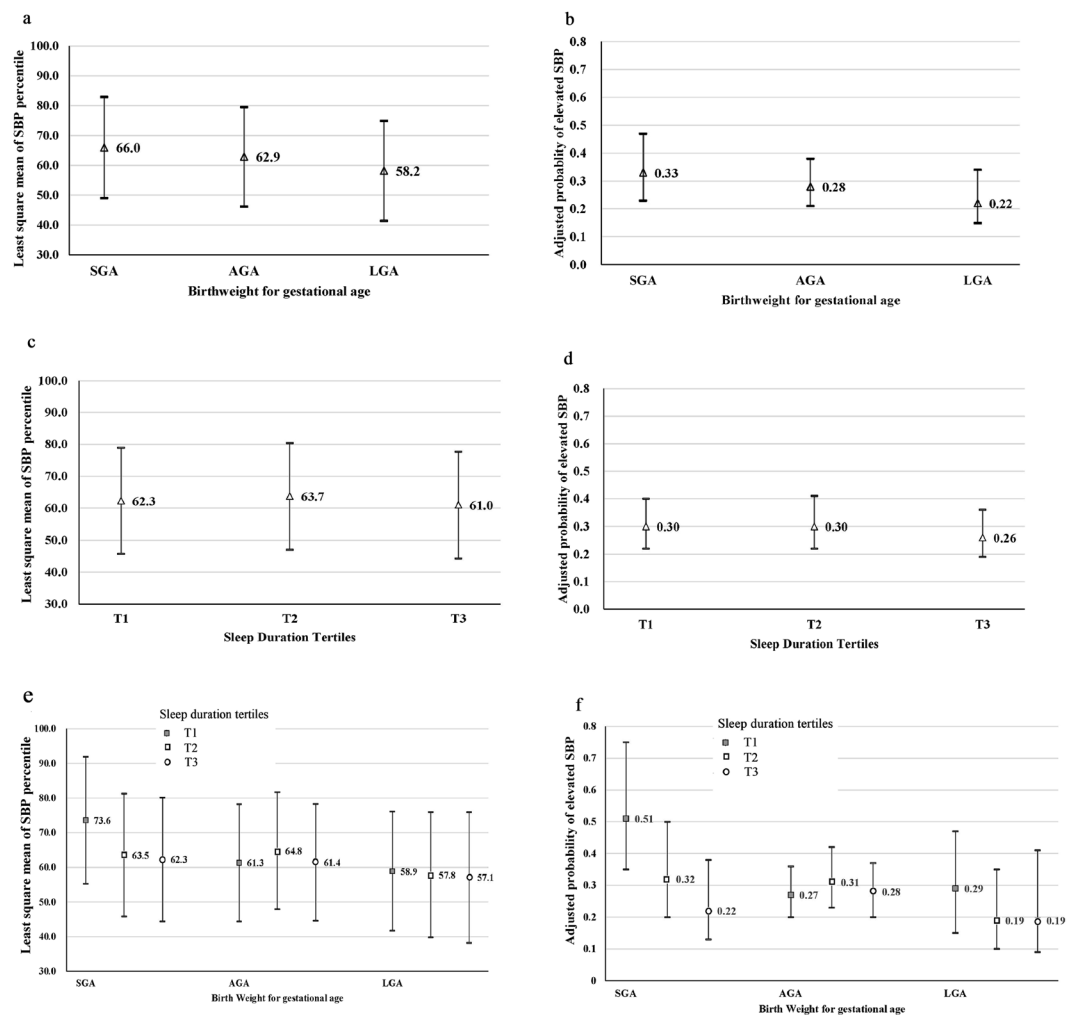 a
Least square mean of SBP percentile
100.0
90.0
80.0
70.0
60.0
50.0
40.0
30.0
66.0
62.9
58.2
SGA AGA LGA
Birthweight for gestational age
b
Adjusted probablity of elevated SBP
0.8
0.7
0.6
0.5
0.4
0.3
0.2
0.1
0.0
0.33
0.28
0.22
SGA AGA LGA
Birthweight for gestational age
c
Least square mean of SBP percentile
100.0
90.0
80.0
70.0
60.0
50.0
40.0
30.0
62.3
63.7
61.0
T1 T2 T3
Sleep Duration Tertiles
d
Adjusted probability of elevated SBP
0.8
0.7
0.6
0.5
0.4
0.3
0.2
0.1
0.0
0.30
0.30
0.26
T1 T2 T3
Sleep Duration Tertiles
e
Sleep duration tertiles
T1
T2
T3
Least square mean of SBP percentile
100.0
90.0
80.0
70.0
60.0
50.0
40.0
30.0
73.6
63.5
62.3
61.3
64.8
61.4
58.9
57.8
57.1
SGA AGA LGA
Birth Weight for gestational age
f
Sleep duration tertiles
T1
T2
T3
Adjusted probability of elevated SBP
0.8
0.7
0.6
0.5
0.4
0.3
0.2
0.1
0
0.51
0.32
0.22
0.27
0.31
0.28
0.29
0.19
0.19
SGA AGA LGA
Birth Weight for gestational age